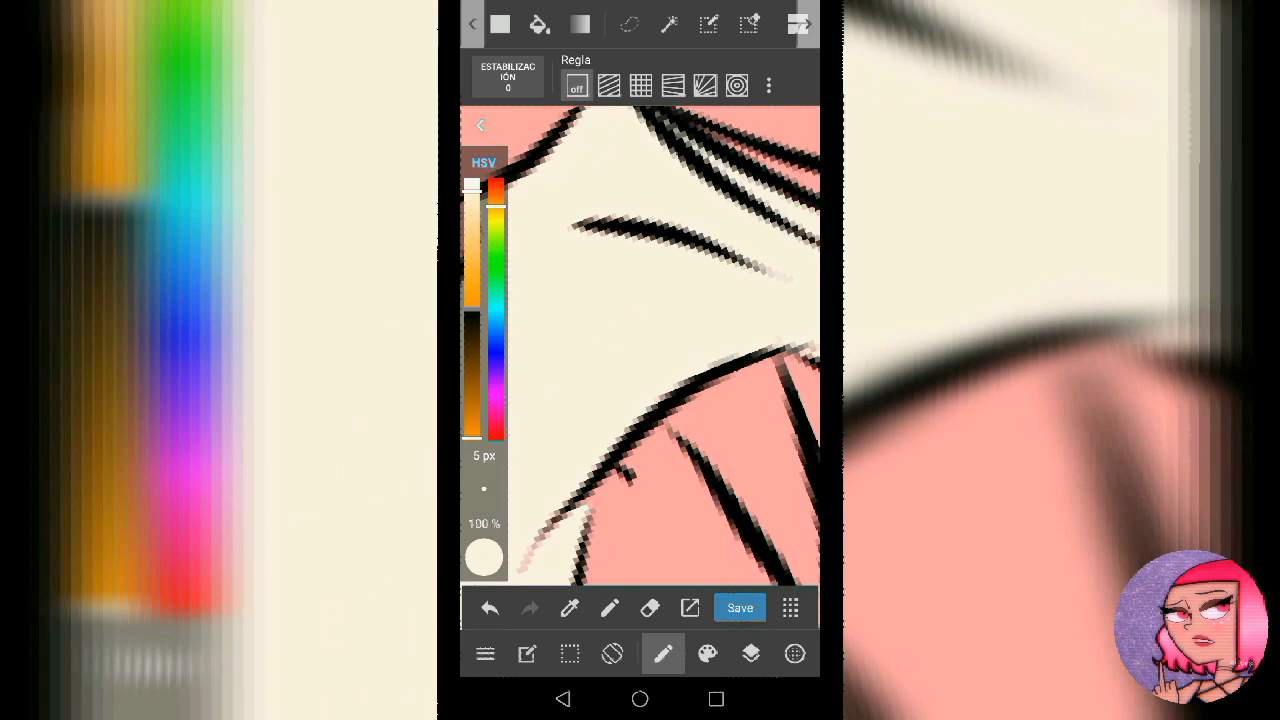 ESTABILIZAC
IÓN
0
Regla
off
HSV
5 px
100 %
Save